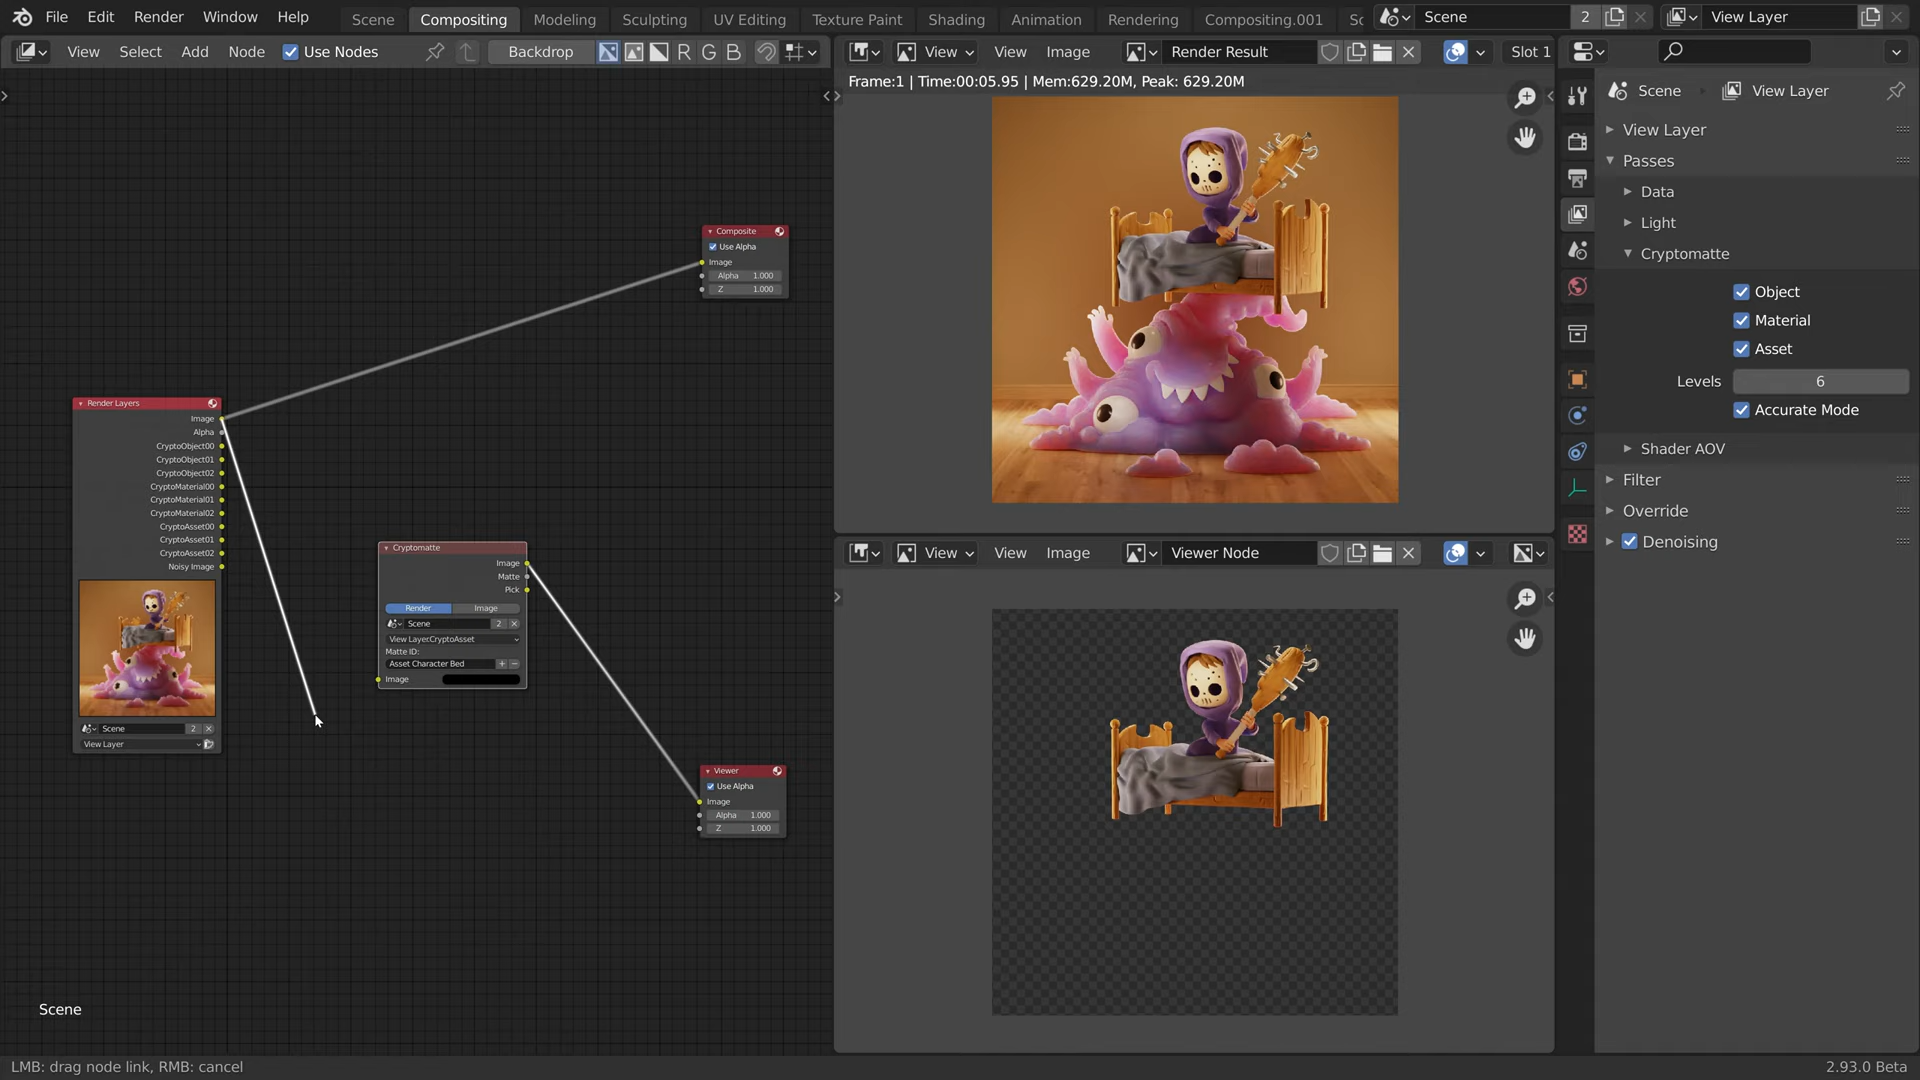 File Edit Render Window Help
Scene Compositing Modeling Sculpting UV Editing Texture Paint Shading Animation Rendering Compositing.001 Sc
Scene 2
View Layer
View Select Add Node Use Nodes
Backdrop
R G B
View View Image
Render Result
Slot 1
Frame:1 | Time:00:05.95 | Mem:629.20M, Peak: 629.20M
Composite
Use Alpha
Image
Alpha 1.000
Z 1.000
Render Layers
Image
Alpha
CryptoObject00
CryptoObject01
CryptoObject02
CryptoMaterial00
CryptoMaterial01
CryptoMaterial02
CryptoAsset00
CryptoAsset01
CryptoAsset02
Noisy Image
Scene 2
View Layer
Cryptomatte
Image
Matte
Pick
Render Image
Scene 2
View Layer.CryptoAsset
Matte ID:
Asset Character Bed
Image
Viewer
Use Alpha
Image
Alpha 1.000
Z 1.000
Scene
View View Image
Viewer Node
Scene View Layer
View Layer
Passes
Data
Light
Cryptomatte
Object
Material
Asset
Levels 6
Accurate Mode
Shader AOV
Filter
Override
Denoising
LMB: drag node link, RMB: cancel
2.93.0 Beta